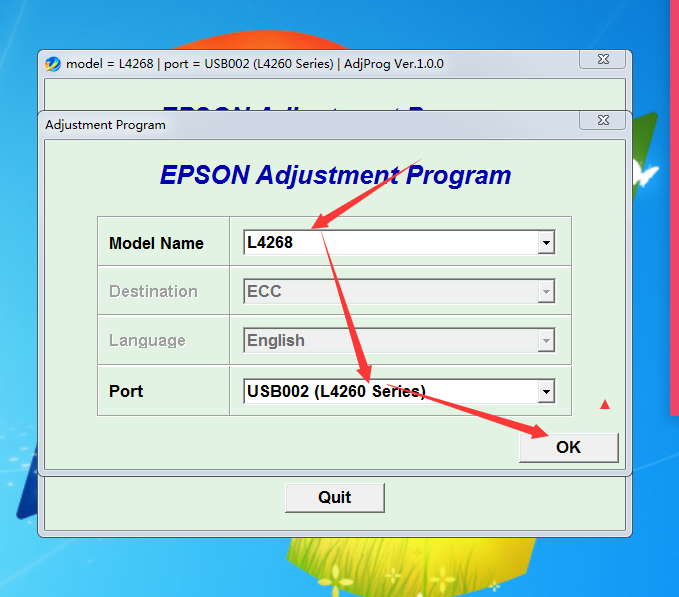 model = L4268 | port = USB002 (L4260 Series) | AdjProg Ver.1.0.0
Adjustment Program
EPSON Adjustment Program
Model Name L4268
Destination ECC
Language English
Port USB002 (L4260 Series)
OK
Quit